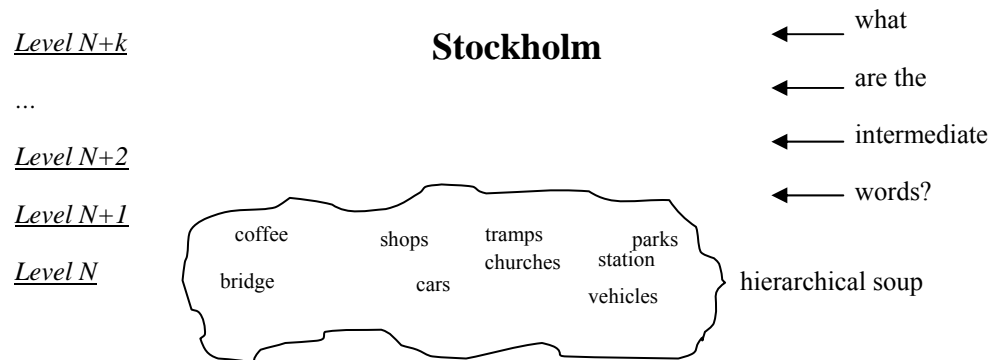 Level N+k
Stockholm
what
...
are the
Level N+2
intermediate
Level N+1
words?
coffee
shops
tramps
parks
churches
station
Level N
bridge
cars
vehicles
hierarchical soup